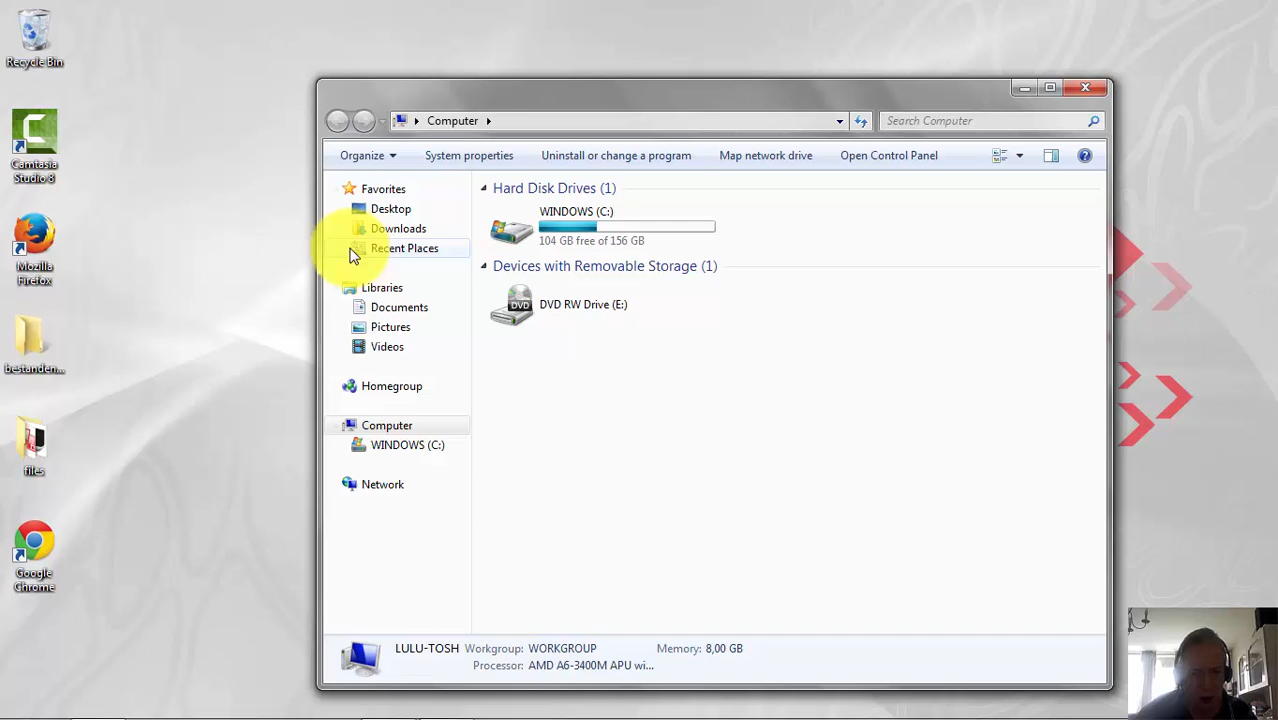 Recycle Bin
Camtasia
Studio 8
Mozilla
Firefox
bestanden...
files
Google
Chrome
Computer
Search Computer
Organize
System properties
Uninstall or change a program
Map network drive
Open Control Panel
Favorites
Desktop
Downloads
Recent Places
Libraries
Documents
Pictures
Videos
Homegroup
Computer
WINDOWS (C:)
Network
Hard Disk Drives (1)
WINDOWS (C:)
104 GB free of 156 GB
Devices with Removable Storage (1)
DVD
DVD RW Drive (E:)
LULU-TOSH Workgroup: WORKGROUP Memory: 8,00 GB
Processor: AMD A6-3400M APU wi...